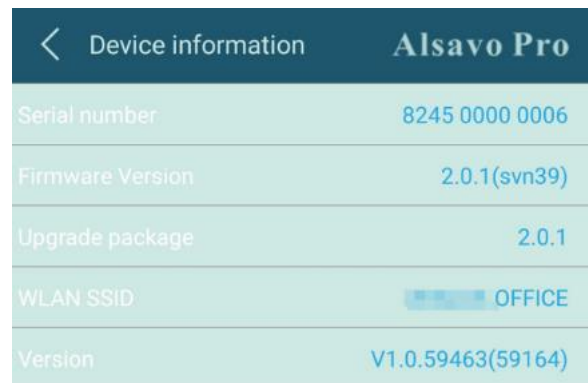 Device information Alsavo Pro
Serial number 8245 0000 0006
Firmware Version 2.0.1(svn39)
Upgrade package 2.0.1
WLAN SSID OFFICE
Version V1.0.59463(59164)